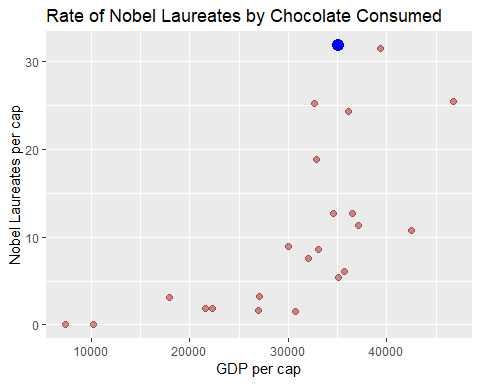 Rate of Nobel Laureates by Chocolate Consumed
Nobel Laureates per cap
30
20
10
0
10000 20000 30000 40000
GDP per cap